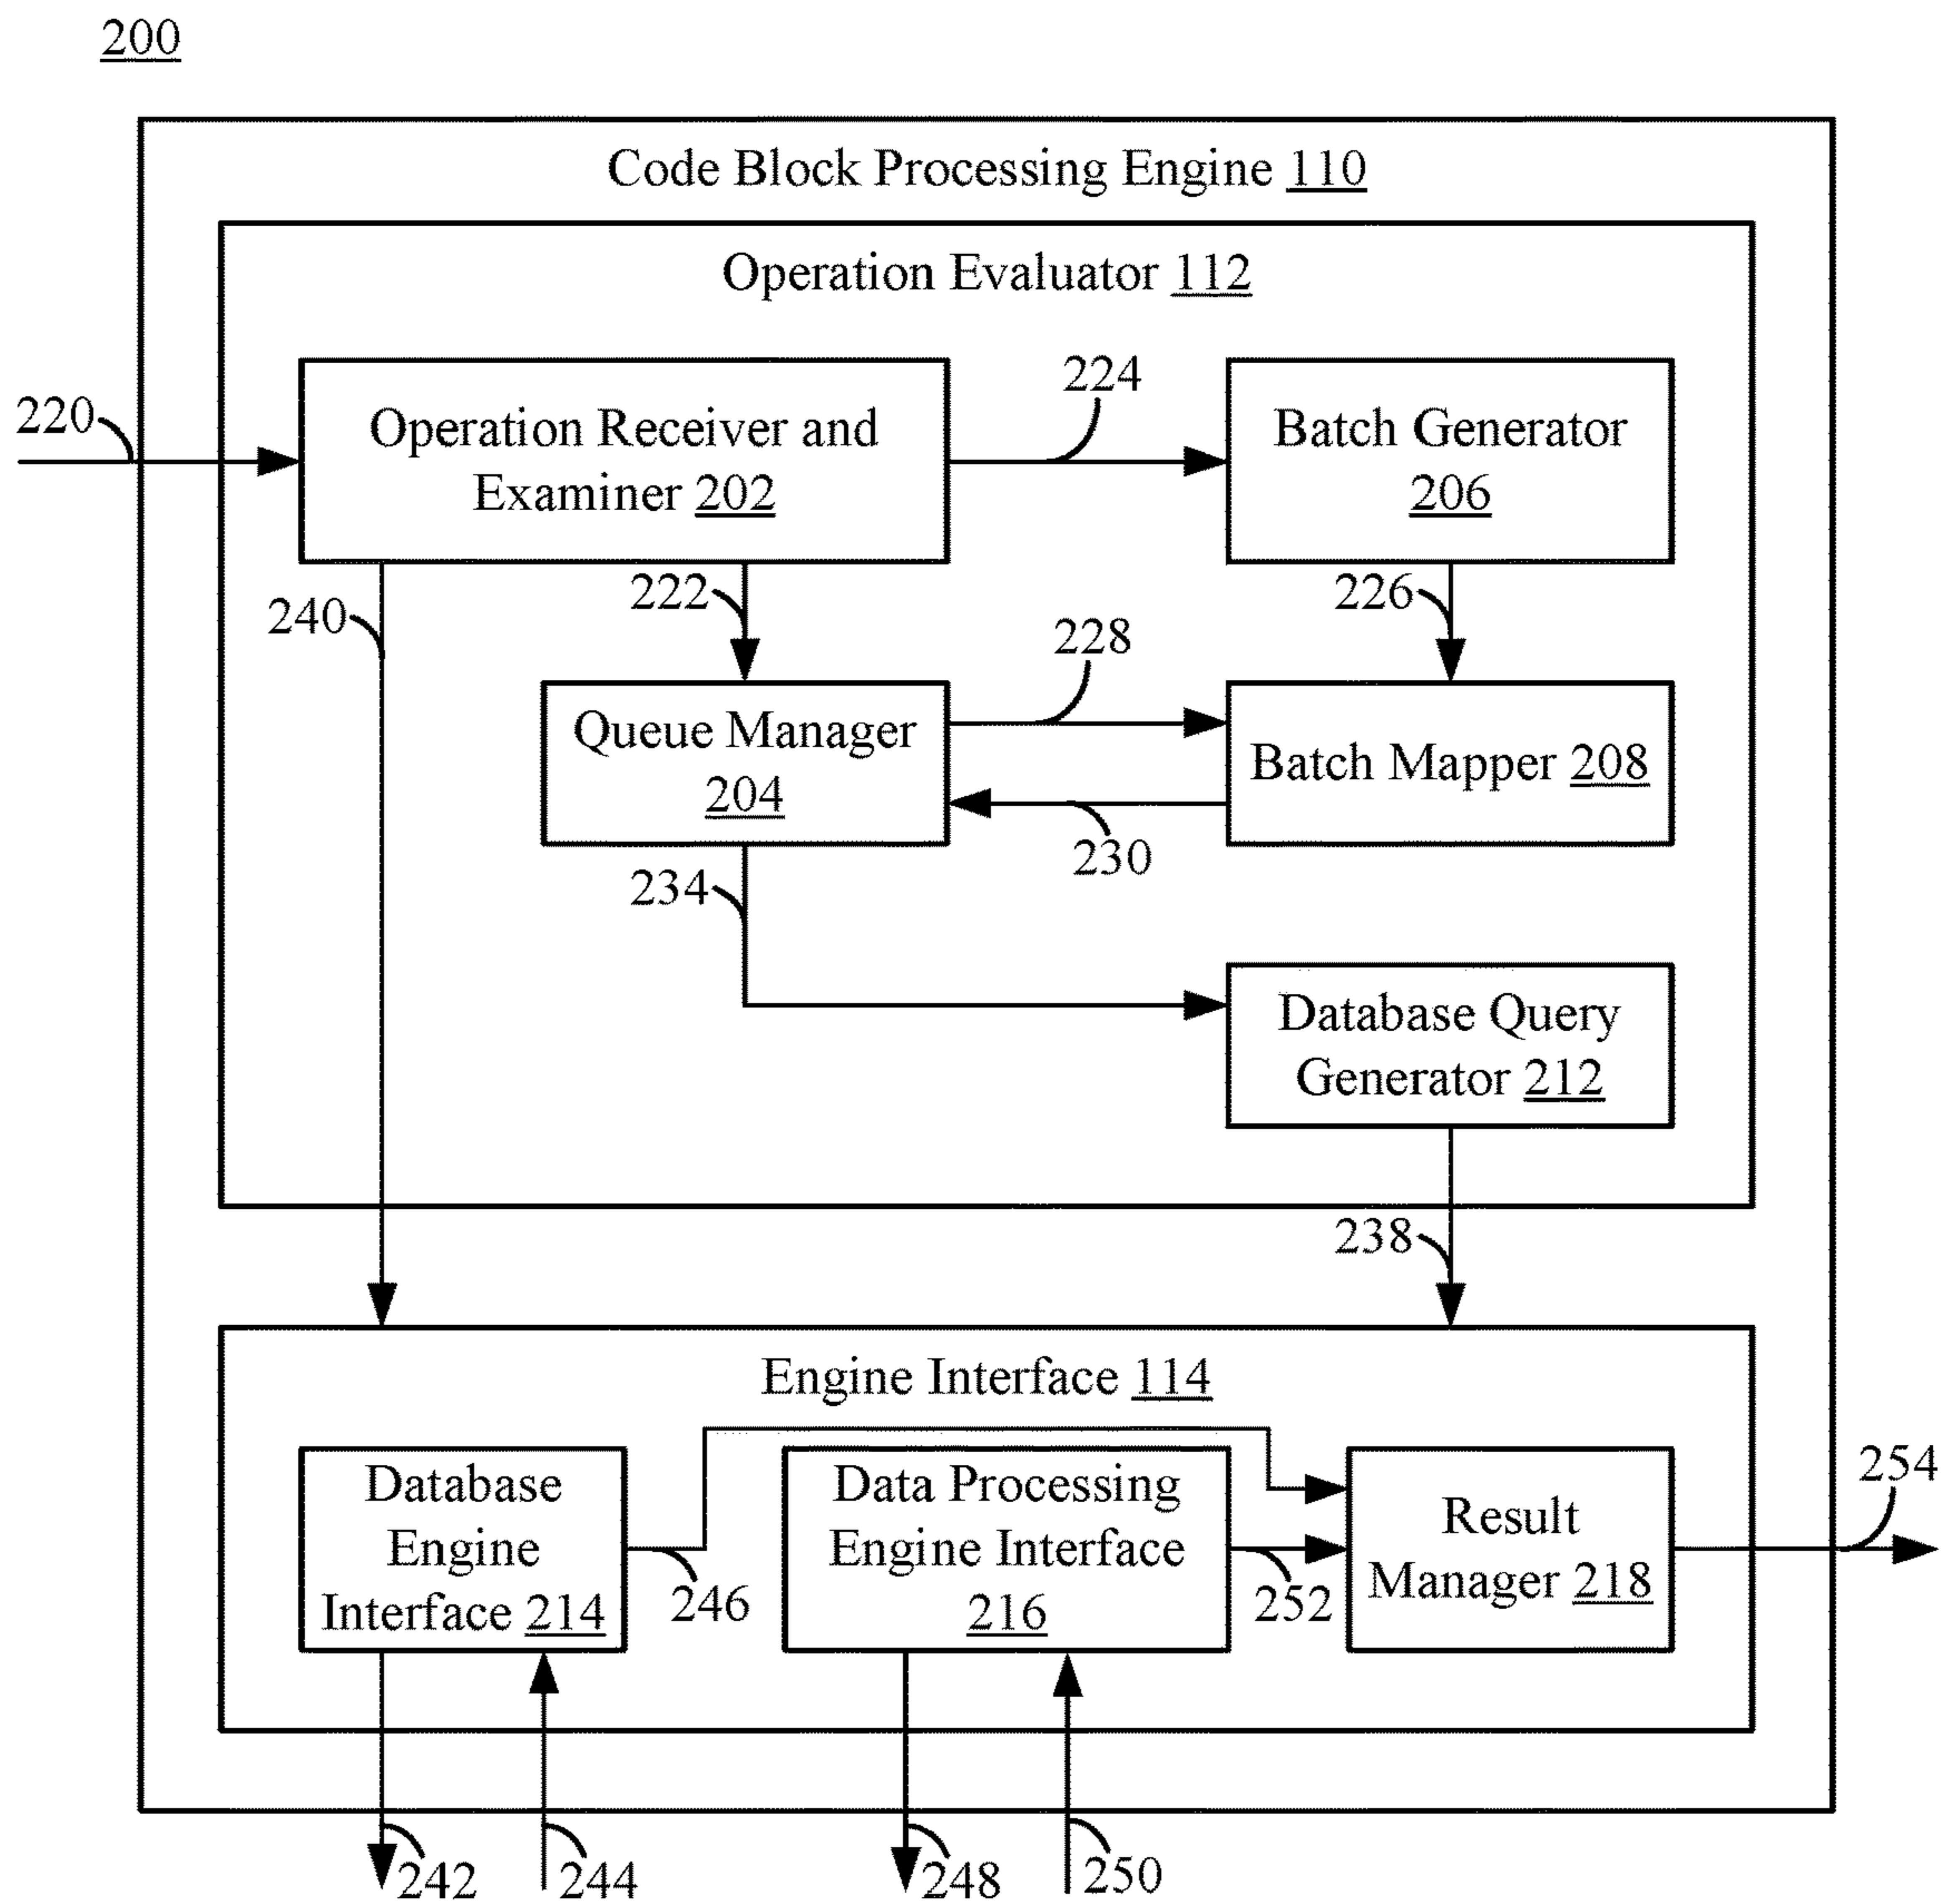 200
Code Block Processing Engine 110
Operation Evaluator 112
220
Operation Receiver and
Examiner 202
224
Batch Generator
206
240
222
226
Queue Manager
204
228
Batch Mapper 208
230
234
Database Query
Generator 212
238
Engine Interface 114
Database
Engine
Interface 214
246
Data Processing
Engine Interface
216
252
Result
Manager 218
254
242
244
248
250